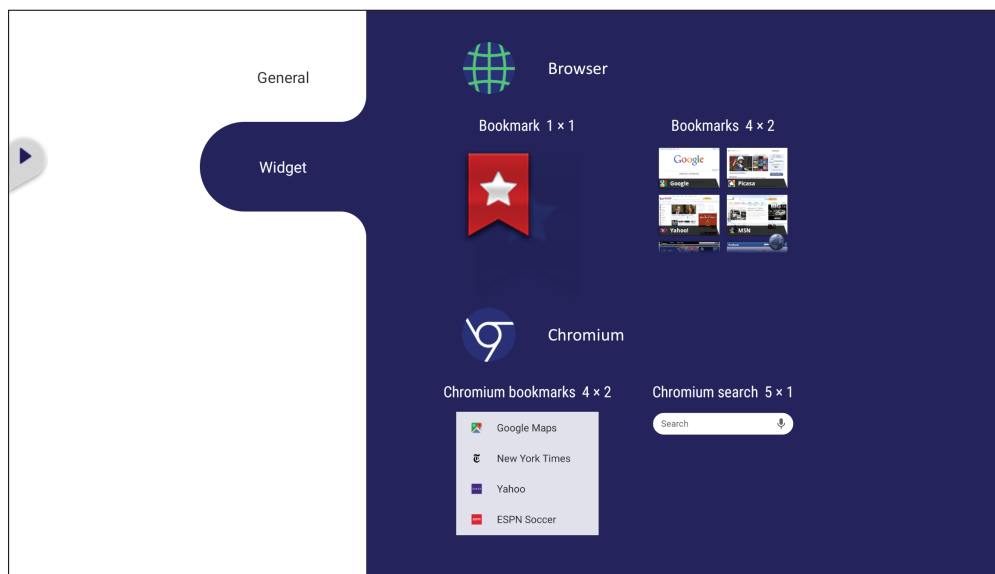 General
Widget
Browser
Bookmark 1 × 1
Bookmarks 4 × 2
Google
Google
Picasa
Yahoo!
MSN
Chromium
Chromium bookmarks 4 × 2
Chromium search 5 × 1
Google Maps
New York Times
Yahoo
ESPN Soccer
Search